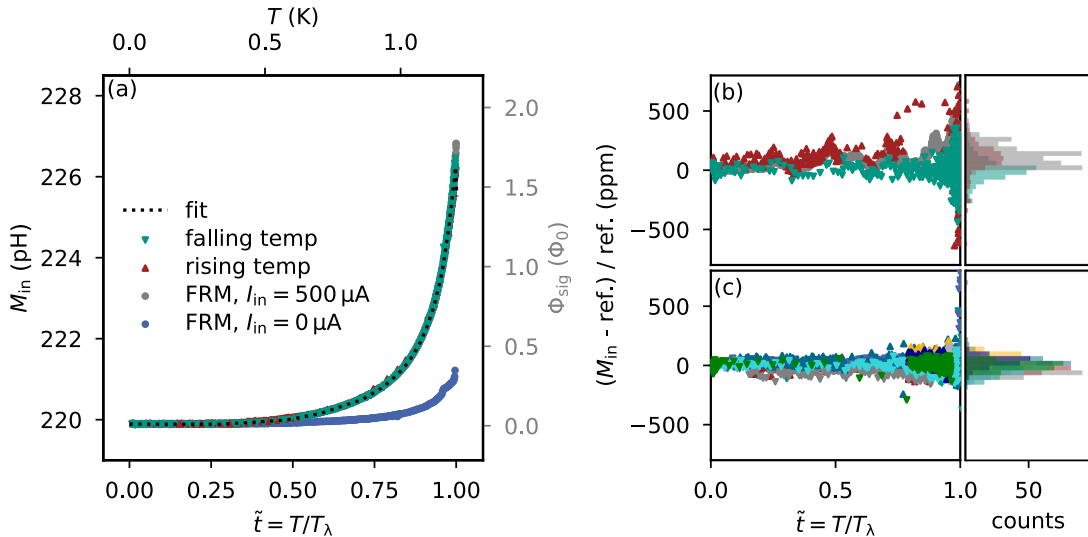 T (K)
0.0 0.5 1.0
(a)
228
226
224
222
220
M_in (pH)
fit
falling temp
rising temp
FRM, I_in = 500 μA
FRM, I_in = 0 μA
2.0
1.5
1.0
0.5
0.0
Φ_sig (Φ_0)
0.00 0.25 0.50 0.75 1.00
t̃ = T/T_λ
(b)
500
0
−500
(M_in - ref.) / ref. (ppm)
(c)
500
0
−500
0.0 0.5 1.0 50
t̃ = T/T_λ counts